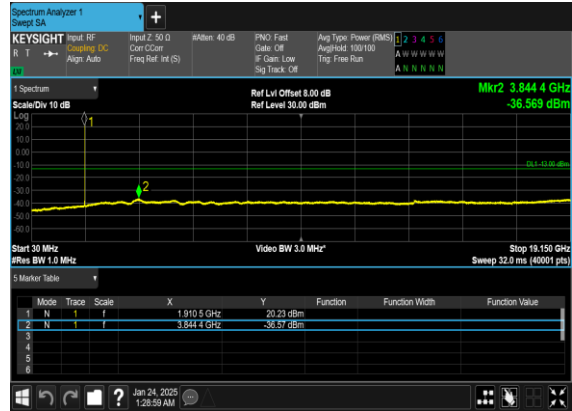 Spectrum Analyzer 1
Swept SA
+
KEYSIGHT
R T
Input: RF
Coupling: DC
Align: Auto
Input Z: 50 Ω
Corr CCorr
Freq Ref: Int (S)
#Atten: 40 dB
PNO: Fast
Gate: Off
IF Gain: Low
Sig Track: Off
Avg Type: Power (RMS)
Avg|Hold: 100/100
Trig: Free Run
1 2 3 4 5 6
A W W W W W
A N N N N N
1 Spectrum
Scale/Div 10 dB
Ref Lvl Offset 8.00 dB
Ref Level 30.00 dBm
Mkr2 3.844 4 GHz
-36.569 dBm
Log
20.0
10.0
0.00
-10.0
-20.0
-30.0
-40.0
-50.0
-60.0
1
2
DL1 -13.00 dBm
Start 30 MHz
#Res BW 1.0 MHz
Video BW 3.0 MHz*
Stop 19.150 GHz
Sweep 32.0 ms (40001 pts)
5 Marker Table
Mode Trace Scale X Y Function Function Width Function Value
1 N 1 f 1.910 5 GHz 20.23 dBm
2 N 1 f 3.844 4 GHz -36.57 dBm
3
4
5
6
?
Jan 24, 2025
1:28:59 AM